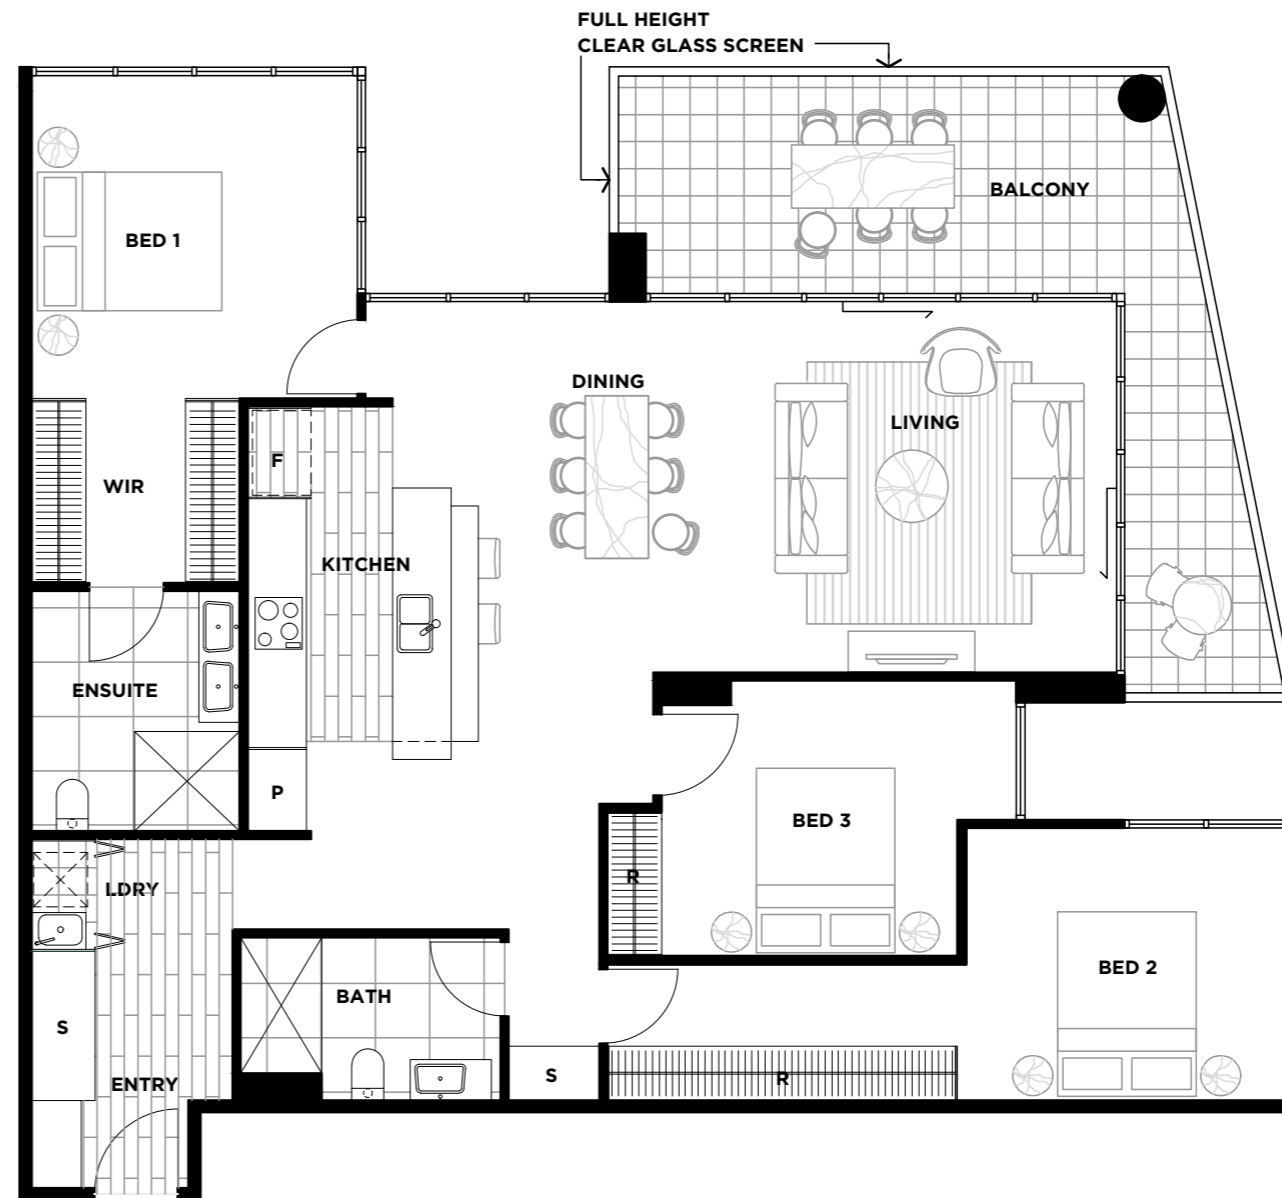 FULL HEIGHT
CLEAR GLASS SCREEN
BALCONY
BED 1
DINING
LIVING
F
WIR
KITCHEN
ENSUITE
P
BED 3
R
LDRY
BED 2
BATH
S
S
R
ENTRY